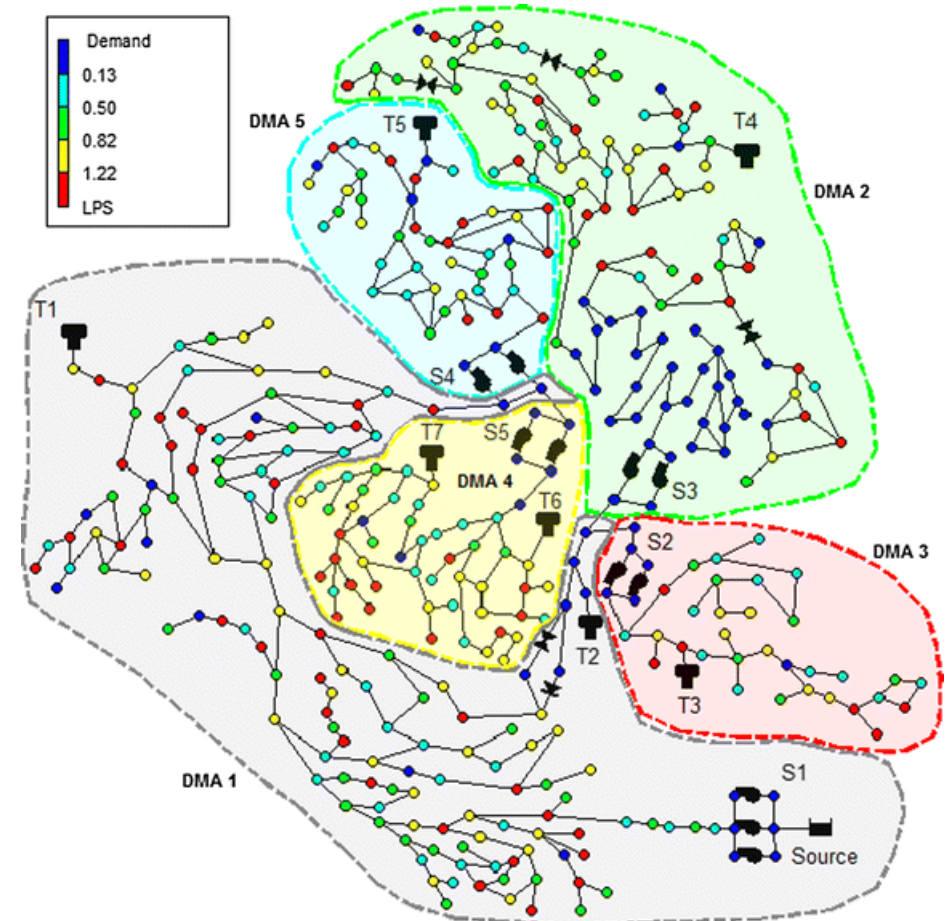 Demand
0.13
0.50
0.82
1.22
LPS
DMA 5
T5
T4
DMA 2
T1
S4
S5
T7
DMA 4
T6
S3
S2
DMA 3
T2
T3
DMA 1
S1
Source